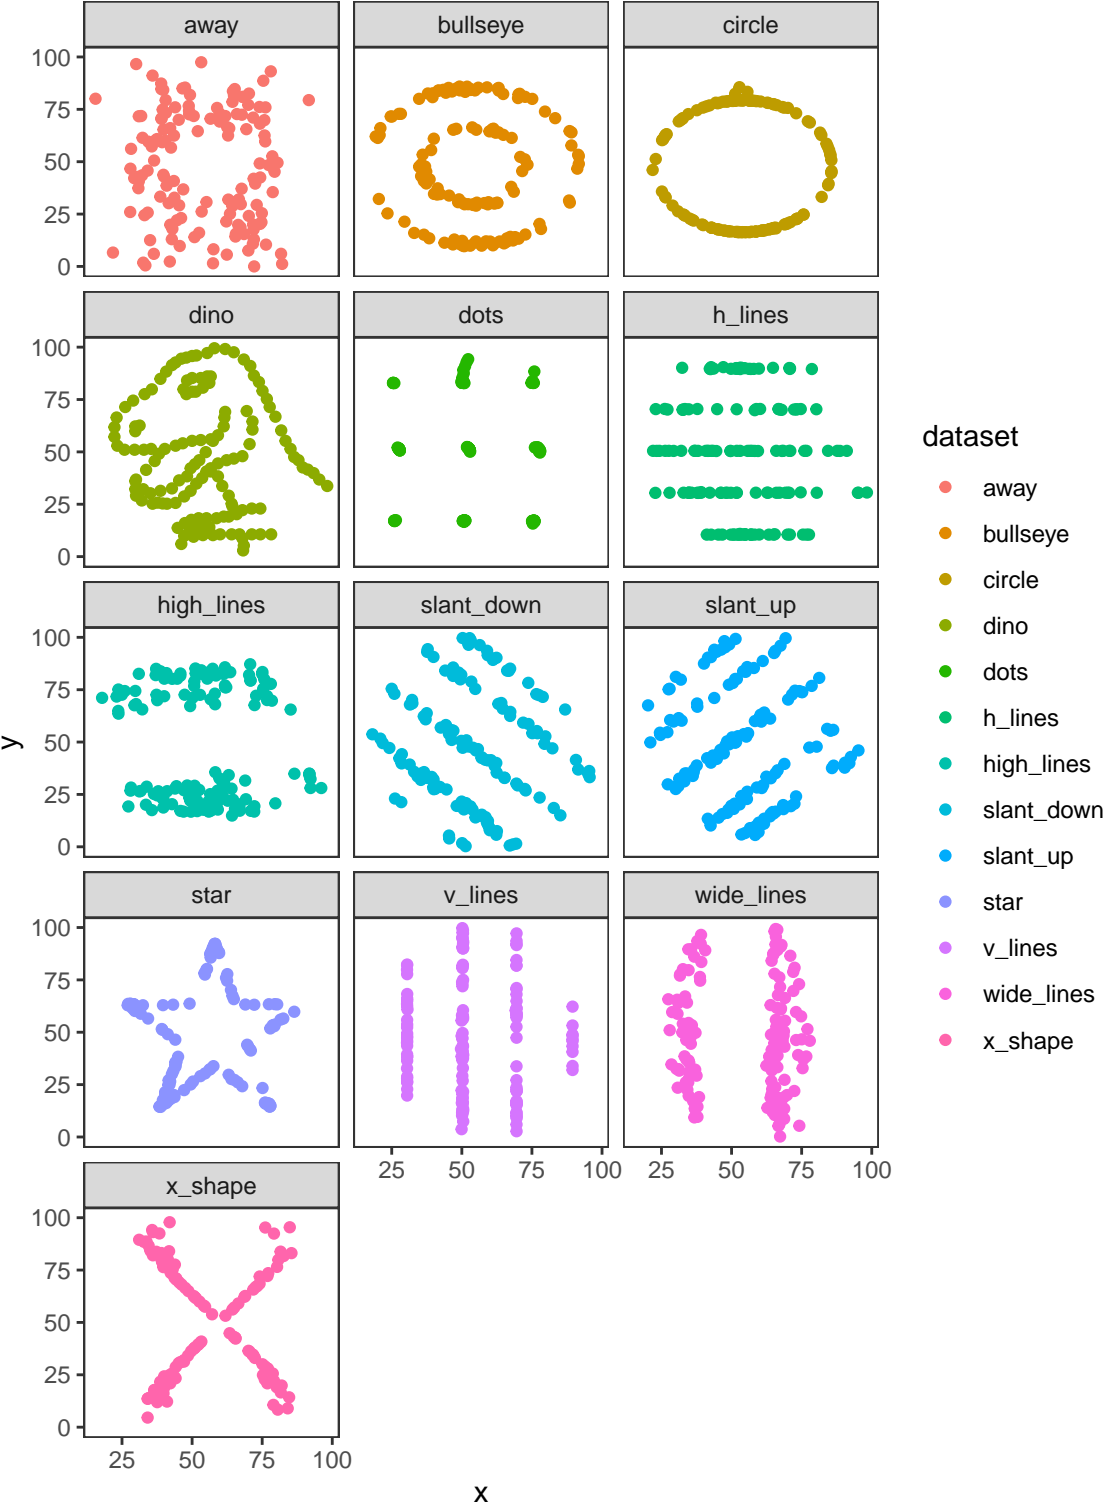 away bullseye circle
100
75
50
25
0
dino dots h_lines
100
75
50
25
0
high_lines slant_down slant_up
100
75
50
25
0
star v_lines wide_lines
100
75
50
25
0
25 50 75 100 25 50 75 100
x_shape
100
75
50
25
0
25 50 75 100
x
y
dataset
away
bullseye
circle
dino
dots
h_lines
high_lines
slant_down
slant_up
star
v_lines
wide_lines
x_shape